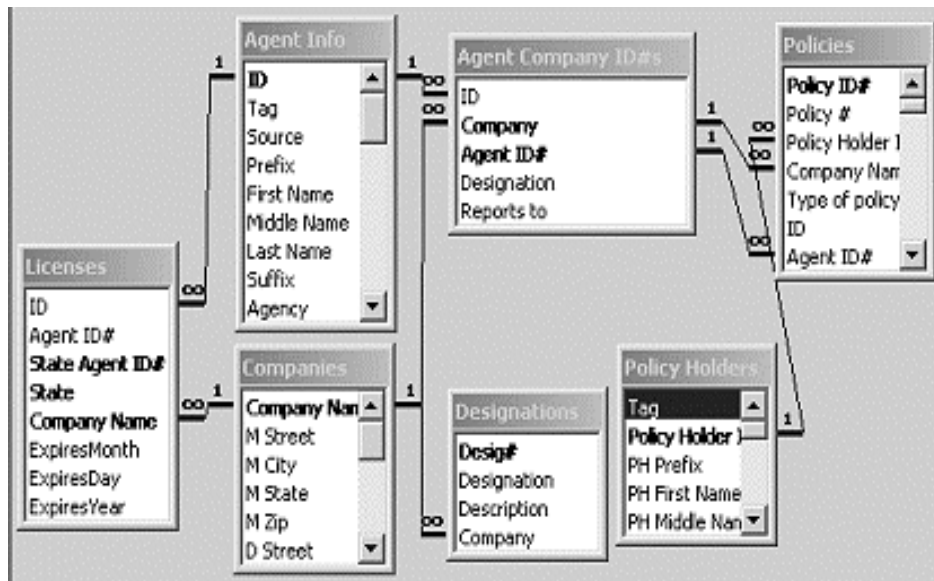 Agent Info
ID
Tag
Source
Prefix
First Name
Middle Name
Last Name
Suffix
Agency
Agent Company ID#s
ID
Company
Agent ID#
Designation
Reports to
Policies
Policy ID#
Policy #
Policy Holder I
Company Nam
Type of policy
ID
Agent ID#
Licenses
ID
Agent ID#
State Agent ID#
State
Company Name
ExpiresMonth
ExpiresDay
ExpiresYear
Companies
Company Nan
M Street
M City
M State
M Zip
D Street
Designations
Desig#
Designation
Description
Company
Policy Holders
Tag
Policy Holder I
PH Prefix
PH First Name
PH Middle Nan
1
∞
1
∞
∞
1
1
∞
∞
∞
∞
1
1
∞
1